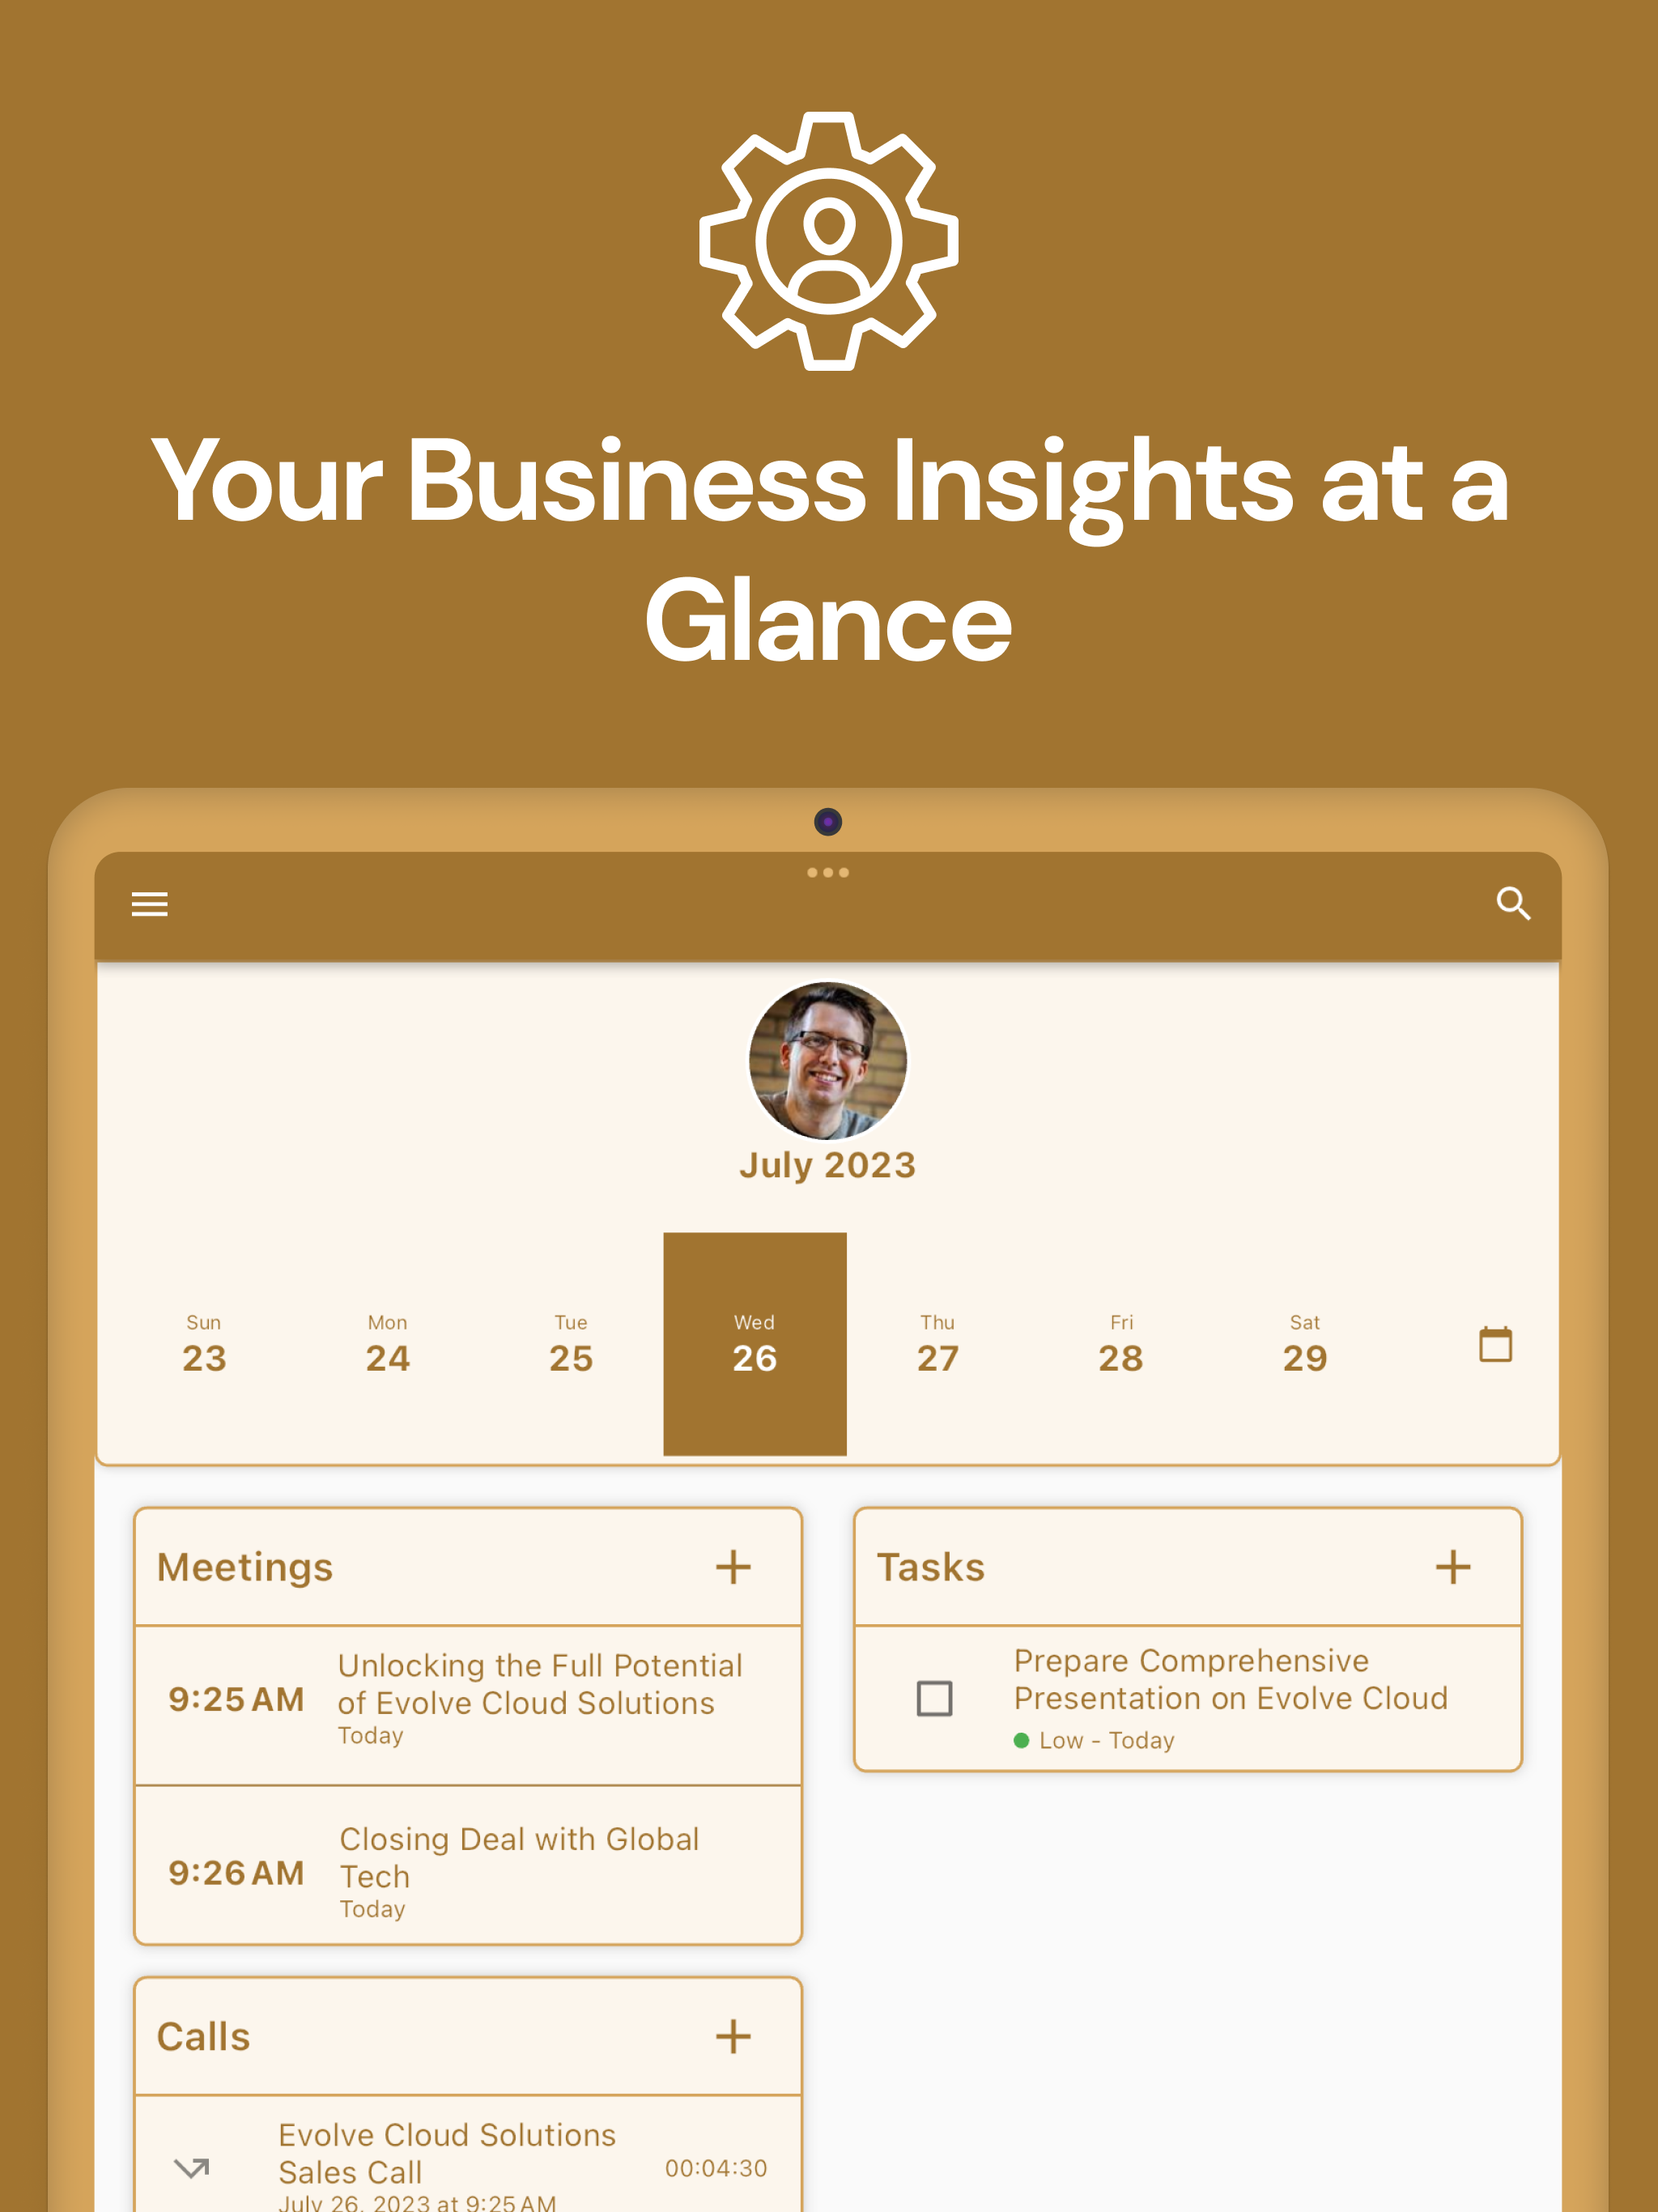 Your Business Insights at a
Glance
July 2023
Sun
23
Mon
24
Tue
25
Wed
26
Thu
27
Fri
28
Sat
29
Meetings
9:25 AM
Unlocking the Full Potential
of Evolve Cloud Solutions
Today
9:26 AM
Closing Deal with Global
Tech
Today
Tasks
Prepare Comprehensive
Presentation on Evolve Cloud
Low - Today
Calls
Evolve Cloud Solutions
Sales Call
00:04:30
July 26, 2023 at 9:25 AM